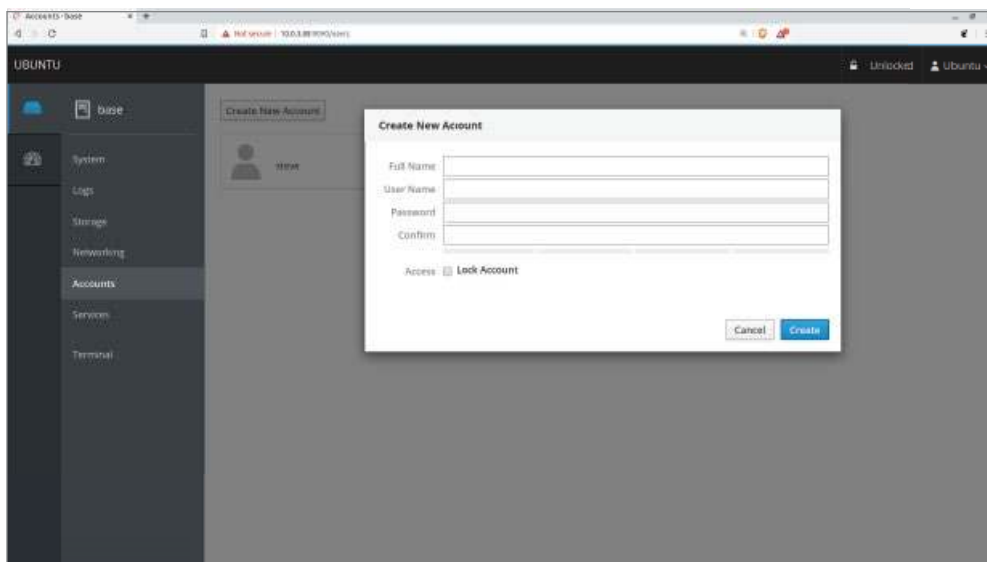 Accounts - base
Not secure
UBUNTU
Unlocked
Ubuntu
base
Create New Account
System
Logs
Storage
Networking
Accounts
Services
Terminal
Create New Account
Full Name
User Name
Password
Confirm
Access
Lock Account
Cancel
Create